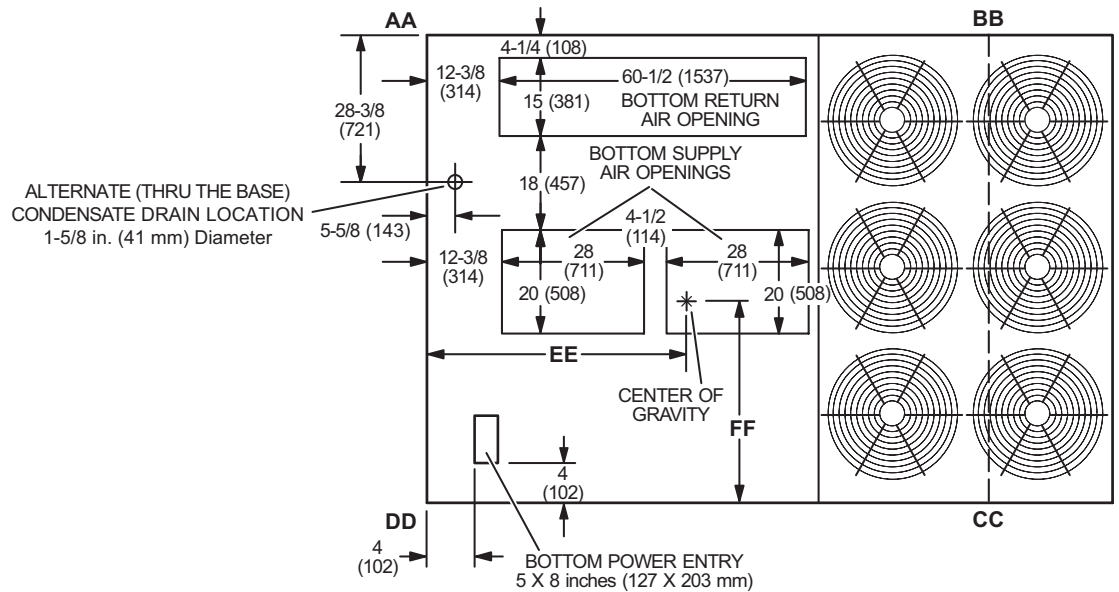 AA
BB
4-1/4 (108)
12-3/8
(314)
60-1/2 (1537)
28-3/8
(721)
15 (381)
BOTTOM RETURN
AIR OPENING
BOTTOM SUPPLY
AIR OPENINGS
18 (457)
ALTERNATE (THRU THE BASE)
CONDENSATE DRAIN LOCATION
1-5/8 in. (41 mm) Diameter
5-5/8 (143)
4-1/2
(114)
12-3/8
(314)
28
(711)
28
(711)
20 (508)
20 (508)
EE
CENTER OF
GRAVITY
FF
4
(102)
DD
CC
4
(102)
BOTTOM POWER ENTRY
5 X 8 inches (127 X 203 mm)